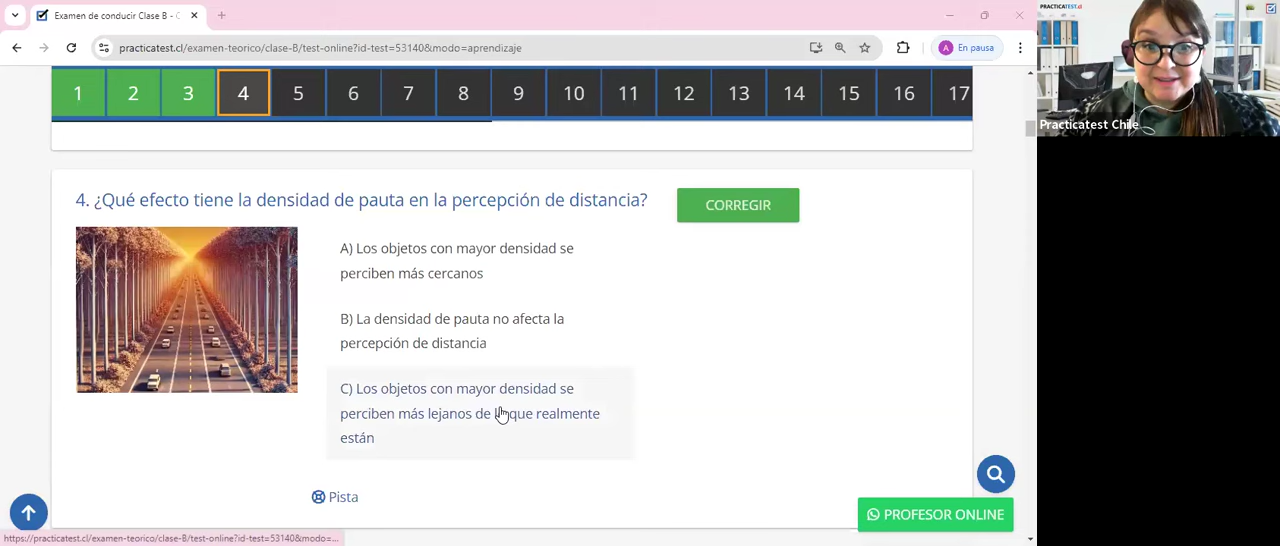 Examen de conducir Clase B - C
practicatest.cl/examen-teorico/clase-B/test-online?id-test=53140&modo=aprendizaje
A
En pausa
PRACTICATEST.CL
Practicatest Chile
1 2 3 4 5 6 7 8 9 10 11 12 13 14 15 16 17
4. ¿Qué efecto tiene la densidad de pauta en la percepción de distancia?
CORREGIR
A) Los objetos con mayor densidad se
perciben más cercanos
B) La densidad de pauta no afecta la
percepción de distancia
C) Los objetos con mayor densidad se
perciben más lejanos de lo que realmente
están
Pista
PROFESOR ONLINE
https://practicatest.cl/examen-teorico/clase-B/test-online?id-test=53140&modo=...